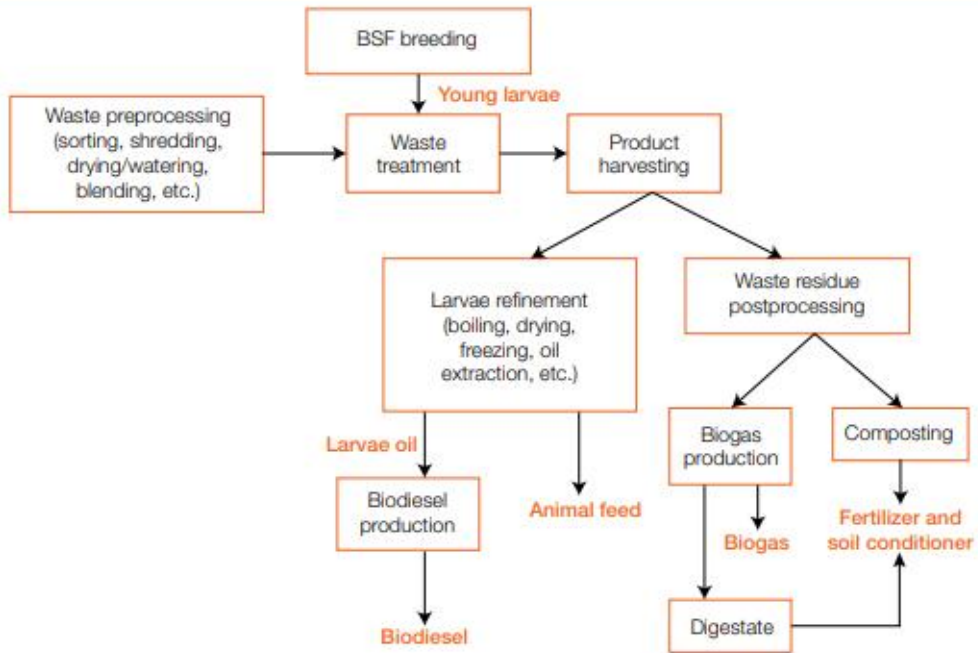 BSF breeding
Young larvae
Waste preprocessing
(sorting, shredding,
drying/watering,
blending, etc.)
Waste
treatment
Product
harvesting
Larvae refinement
(boiling, drying,
freezing, oil
extraction, etc.)
Waste residue
postprocessing
Larvae oil
Biodiesel
production
Animal feed
Biogas
production
Composting
Biogas
Fertilizer and
soil conditioner
Biodiesel
Digestate